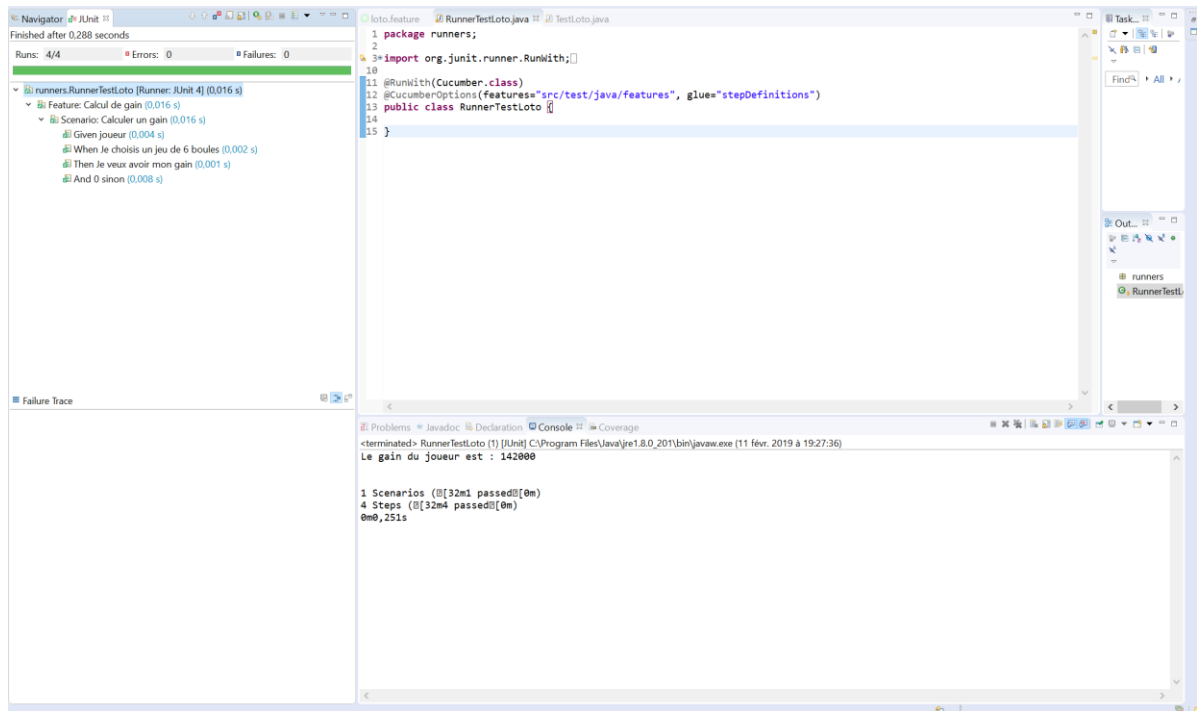 Navigator JUnit
Finished after 0,288 seconds
Runs: 4/4 Errors: 0 Failures: 0
runners.RunnerTestLoto [Runner: JUnit 4] (0,016 s)
Feature: Calcul de gain (0,016 s)
Scenario: Calculer un gain (0,016 s)
Given joueur (0,004 s)
When Je choisis un jeu de 6 boules (0,002 s)
Then Je veux avoir mon gain (0,001 s)
And 0 sinon (0,008 s)
Failure Trace
loto.feature RunnerTestLoto.java TestLoto.java
1 package runners;
2
3 import org.junit.runner.RunWith;
10
11 @RunWith(Cucumber.class)
12 @CucumberOptions(features="src/test/java/features", glue="stepDefinitions")
13 public class RunnerTestLoto {
14
15 }
Problems Javadoc Declaration Console Coverage
<terminated> RunnerTestLoto (1) [JUnit] C:\Program Files\Java\jre1.8.0_201\bin\javaw.exe (11 févr. 2019 à 19:27:36)
Le gain du joueur est : 142000
1 Scenarios ([32m1 passed[0m)
4 Steps ([32m4 passed[0m)
0m0,251s
Task...
Find All
Out...
runners
RunnerTestL